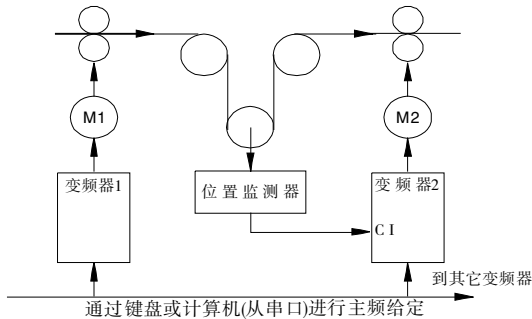 M1
M2
变频器1
位置监测器
变频器2
CI
到其它变频器
通过键盘或计算机(从串口)进行主频给定